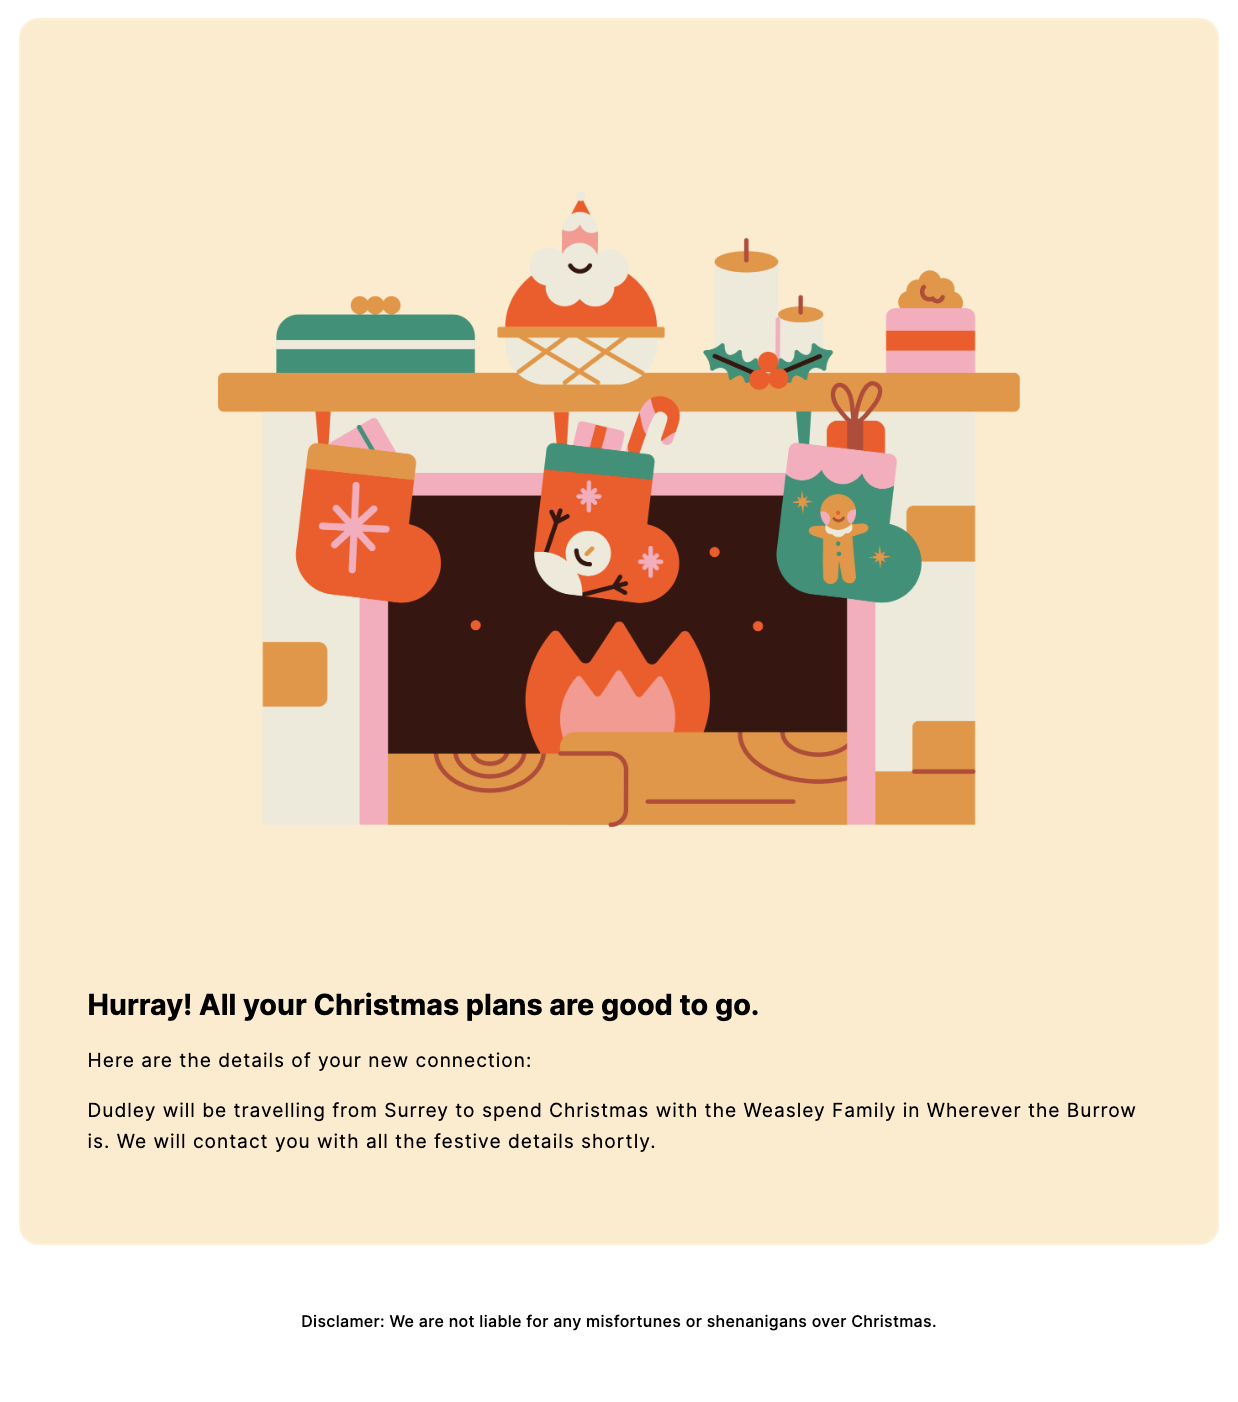 Hurray! All your Christmas plans are good to go.
Here are the details of your new connection:
Dudley will be travelling from Surrey to spend Christmas with the Weasley Family in Wherever the Burrow
is. We will contact you with all the festive details shortly.
Disclamer: We are not liable for any misfortunes or shenanigans over Christmas.